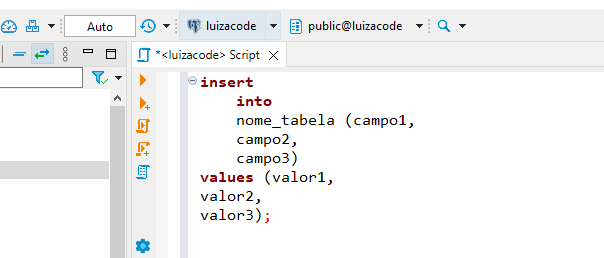 Auto
luizacode
public@luizacode
*<luizacode> Script
insert
into
nome_tabela (campo1,
campo2,
campo3)
values (valor1,
valor2,
valor3);